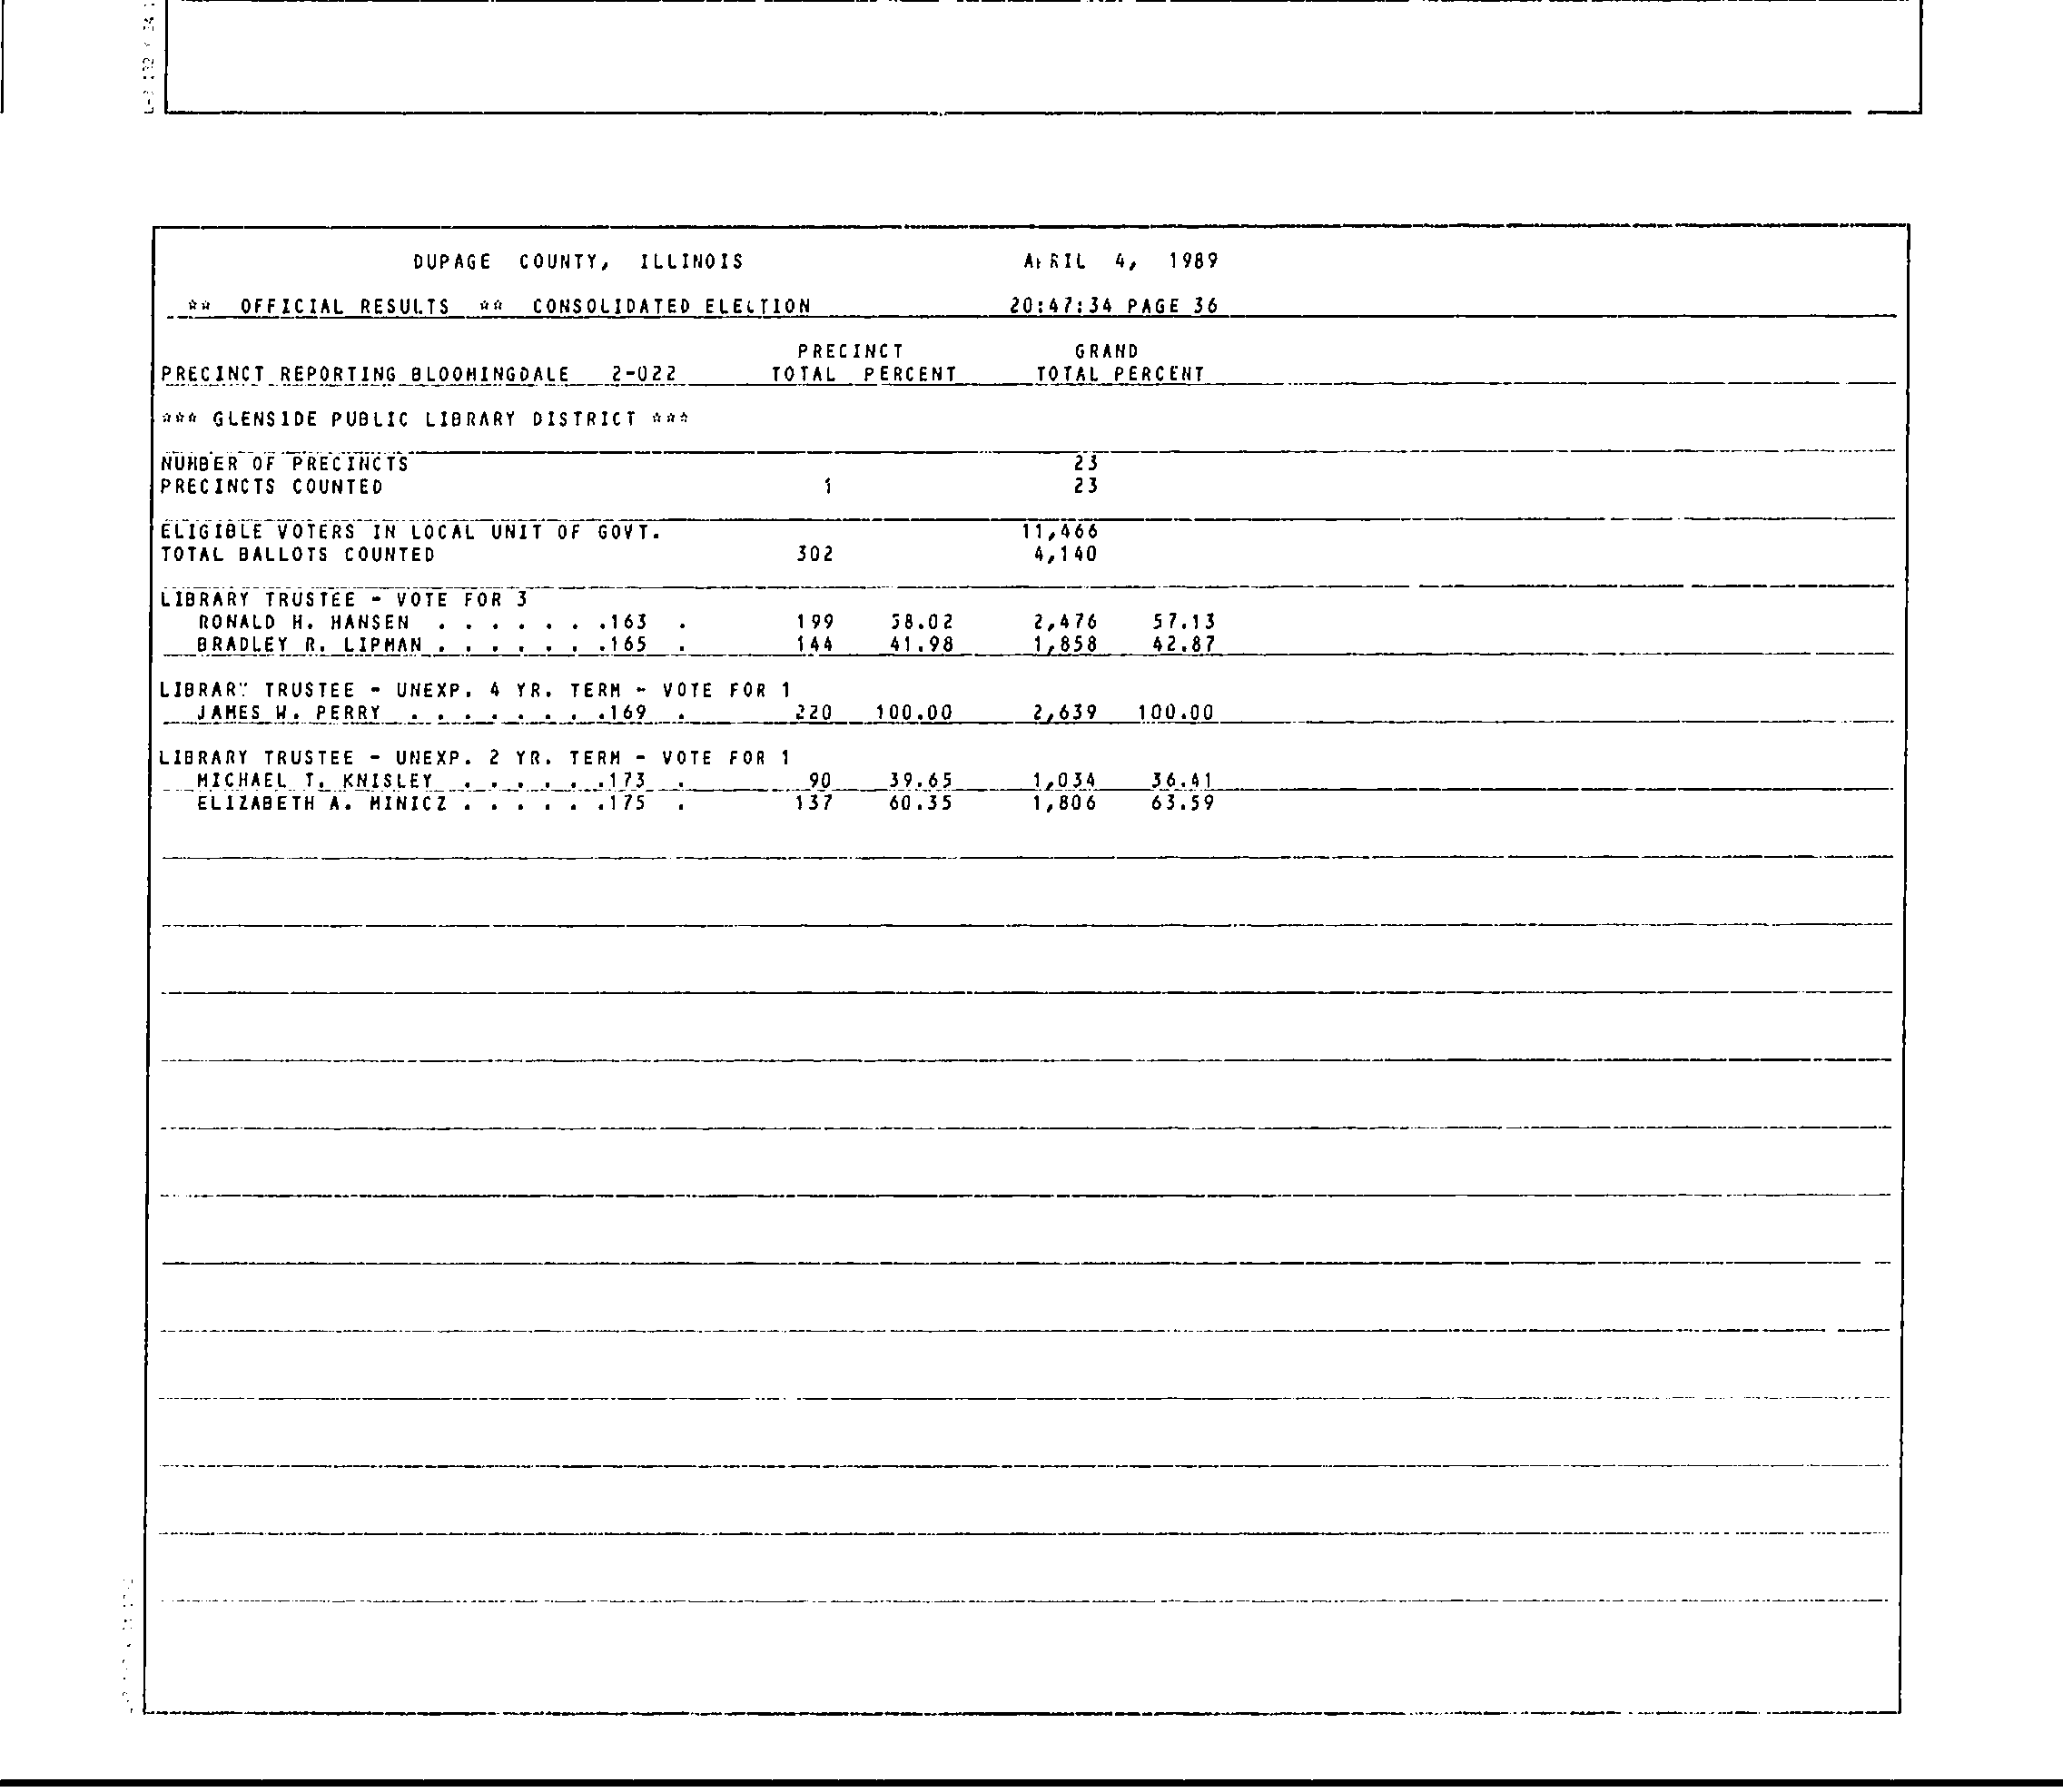 DUPAGE COUNTY, ILLINOIS APRIL 4, 1989
** OFFICIAL RESULTS ** CONSOLIDATED ELECTION 20:47:34 PAGE 36
PRECINCT GRAND
PRECINCT REPORTING BLOOMINGDALE 2-022 TOTAL PERCENT TOTAL PERCENT
*** GLENSIDE PUBLIC LIBRARY DISTRICT ***
NUMBER OF PRECINCTS 23
PRECINCTS COUNTED 1 23
ELIGIBLE VOTERS IN LOCAL UNIT OF GOVT. 11,466
TOTAL BALLOTS COUNTED 302 4,140
LIBRARY TRUSTEE - VOTE FOR 3
RONALD H. HANSEN . . . . . . .163 . 199 58.02 2,476 57.13
BRADLEY R. LIPMAN . . . . . . .165 . 144 41.98 1,858 42.87
LIBRARY TRUSTEE - UNEXP. 4 YR. TERM - VOTE FOR 1
JAMES W. PERRY . . . . . . . .169 . 220 100.00 2,639 100.00
LIBRARY TRUSTEE - UNEXP. 2 YR. TERM - VOTE FOR 1
MICHAEL T. KNISLEY . . . . . .173 . 90 39.65 1,034 36.41
ELIZABETH A. MINICZ . . . . . .175 . 137 60.35 1,806 63.59